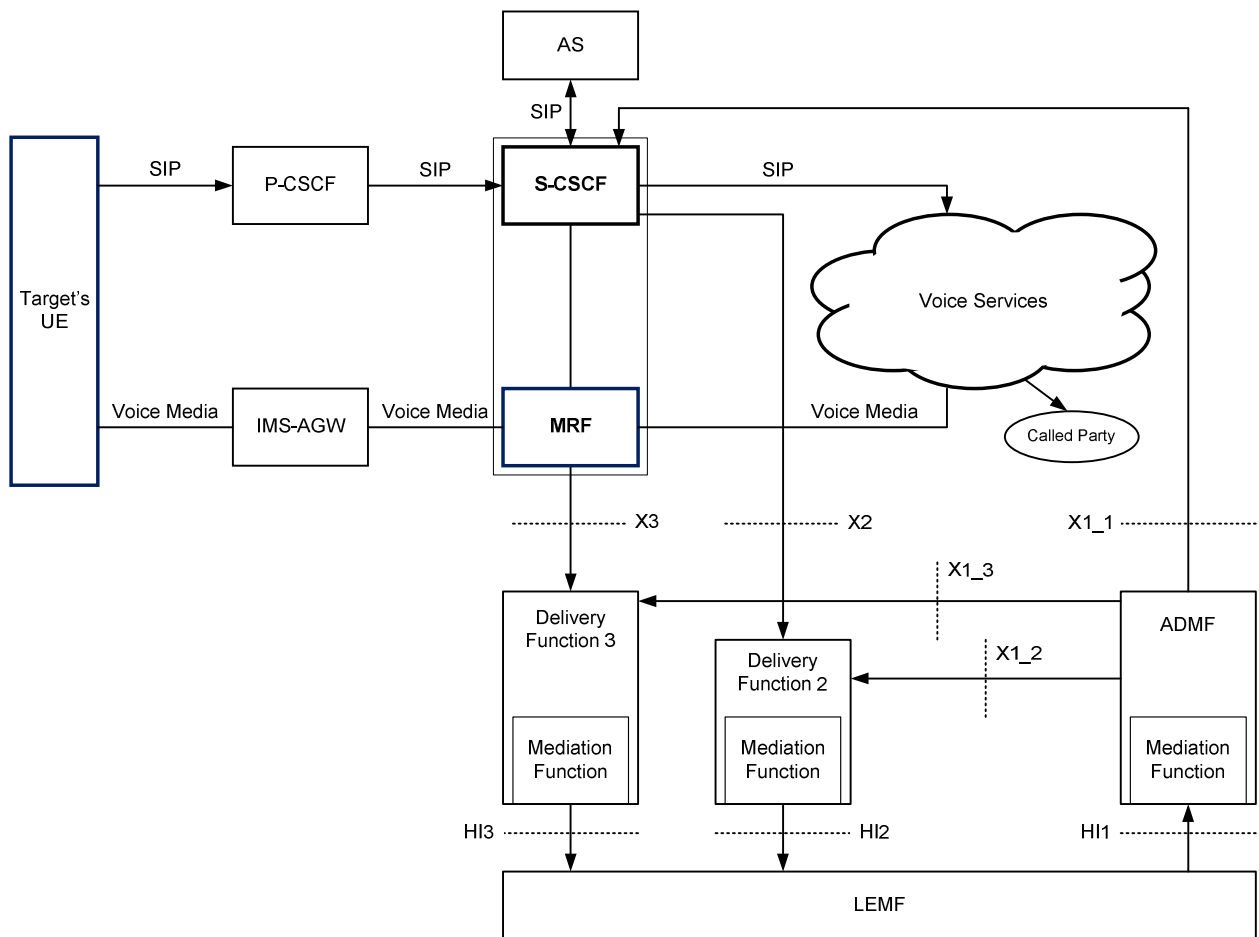 AS
SIP
SIP
P-CSCF
SIP
S-CSCF
SIP
Target's
UE
Voice Services
Voice Media
IMS-AGW
Voice Media
MRF
Voice Media
Called Party
X3
X2
X1_1
X1_3
Delivery
Function 3
ADMF
X1_2
Delivery
Function 2
Mediation
Function
Mediation
Function
Mediation
Function
HI3
HI2
HI1
LEMF